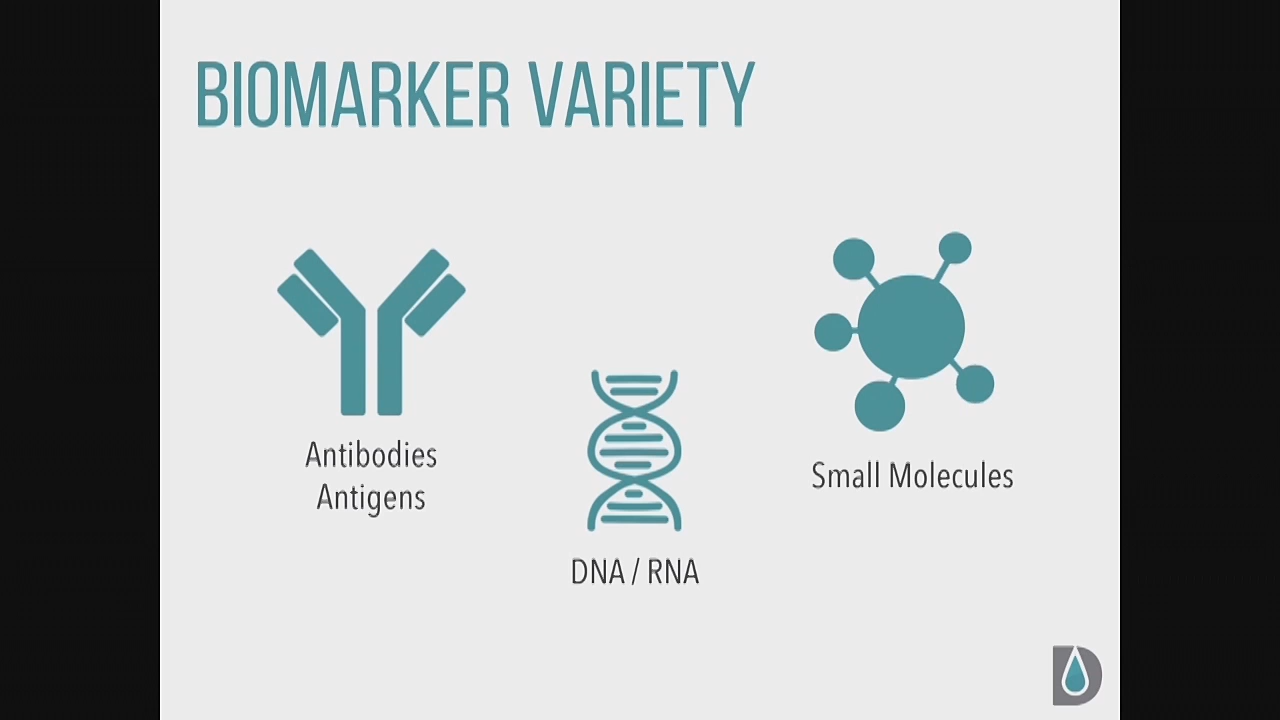 BIOMARKER VARIETY
Antibodies
Antigens
DNA / RNA
Small Molecules
D